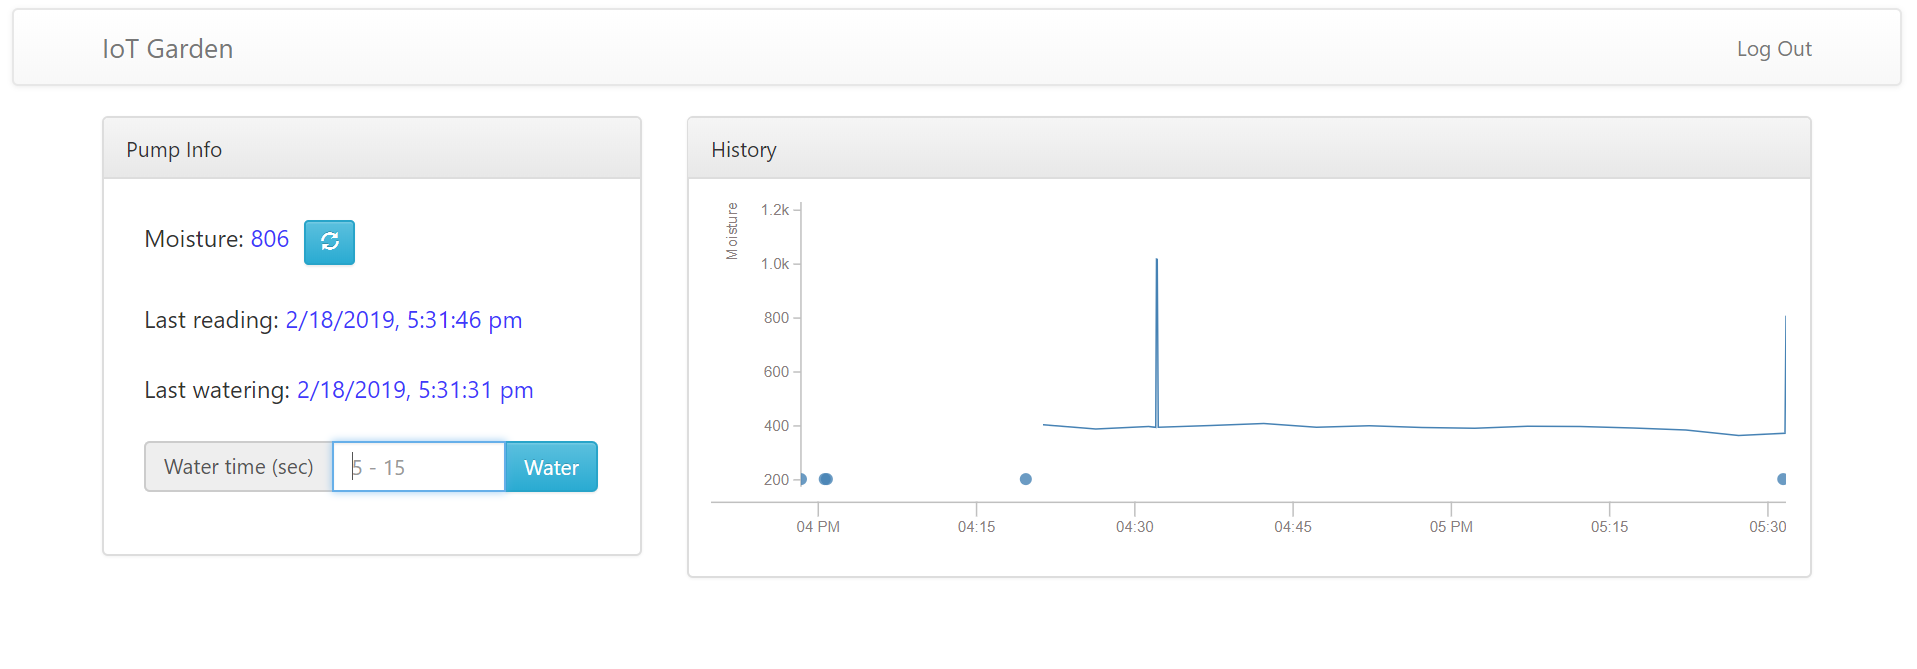 IoT Garden
Log Out
Pump Info
Moisture: 806
Last reading: 2/18/2019, 5:31:46 pm
Last watering: 2/18/2019, 5:31:31 pm
Water time (sec) 5 - 15 Water
History
Moisture
1.2k
1.0k
800
600
400
200
04 PM 04:15 04:30 04:45 05 PM 05:15 05:30